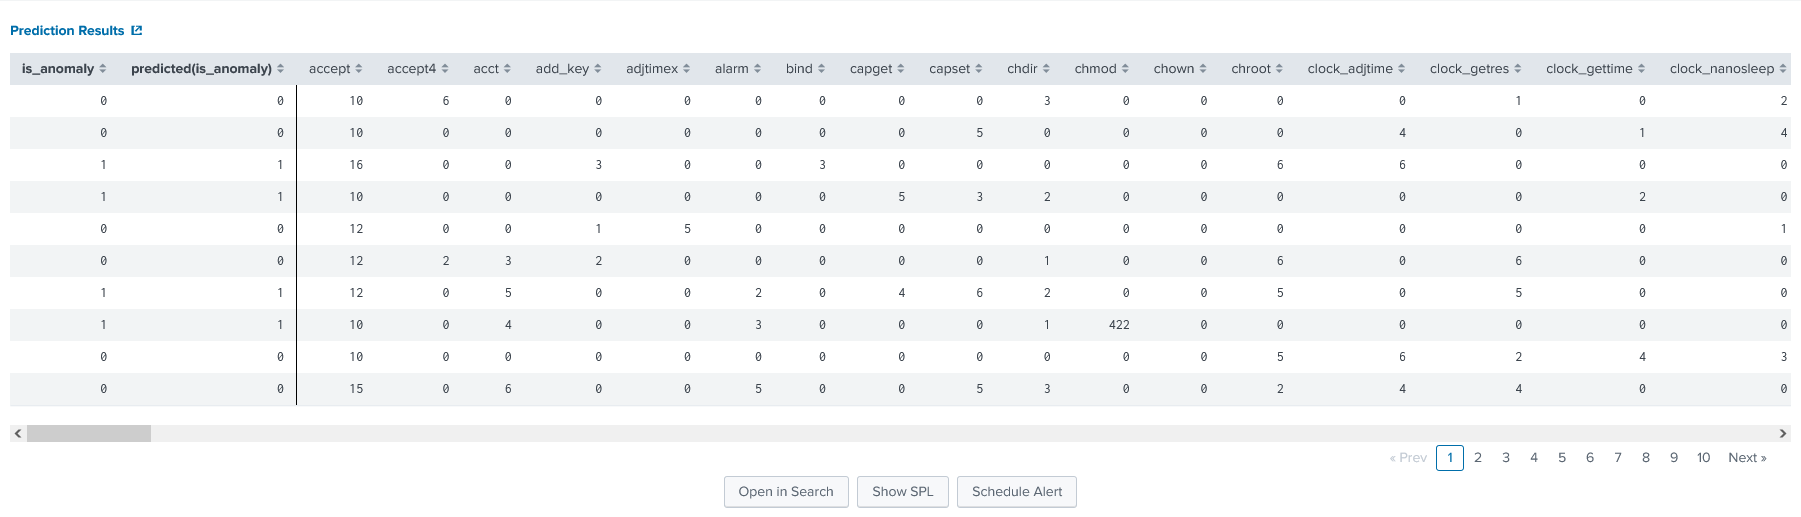 Prediction Results
is_anomaly predicted(is_anomaly) accept accept4 acct add_key adjtimex alarm bind capget capset chdir chmod chown chroot clock_adjtime clock_getres clock_gettime clock_nanosleep
0 0 10 6 0 0 0 0 0 0 0 3 0 0 0 0 1 0 2
0 0 10 0 0 0 0 0 0 0 5 0 0 0 0 4 0 1 4
1 1 16 0 0 3 0 0 3 0 0 0 0 0 6 6 0 0 0
1 1 10 0 0 0 0 0 0 5 3 2 0 0 0 0 0 2 0
0 0 12 0 0 1 5 0 0 0 0 0 0 0 0 0 0 0 1
0 0 12 2 3 2 0 0 0 0 0 1 0 0 6 0 6 0 0
1 1 12 0 5 0 0 2 0 4 6 2 0 0 5 0 5 0 0
1 1 10 0 4 0 0 3 0 0 0 1 422 0 0 0 0 0 0
0 0 10 0 0 0 0 0 0 0 0 0 0 0 5 6 2 4 3
0 0 15 0 6 0 0 5 0 0 5 3 0 0 2 4 4 0 0
« Prev 1 2 3 4 5 6 7 8 9 10 Next »
Open in Search Show SPL Schedule Alert